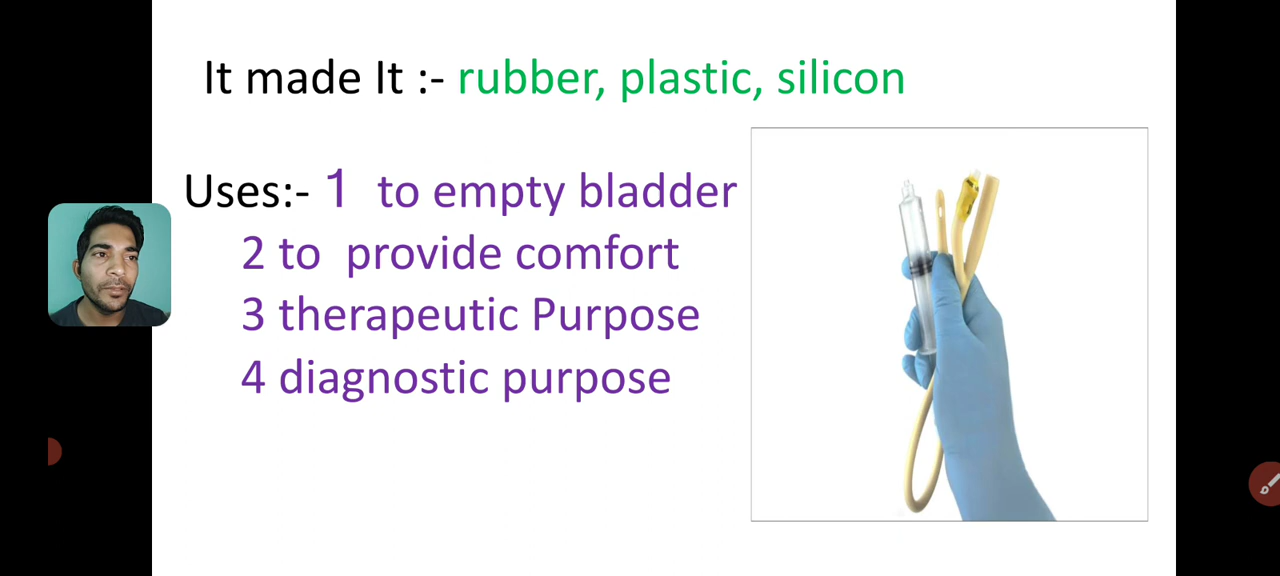 It made It :- rubber, plastic, silicon
Uses:- 1 to empty bladder
2 to provide comfort
3 therapeutic Purpose
4 diagnostic purpose